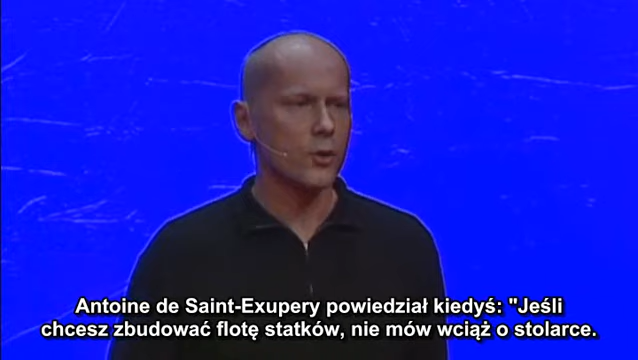 Antoine de Saint-Exupery powiedział kiedyś: "Jeśli
chcesz zbudować flotę statków, nie mów wciąż o stolarce.